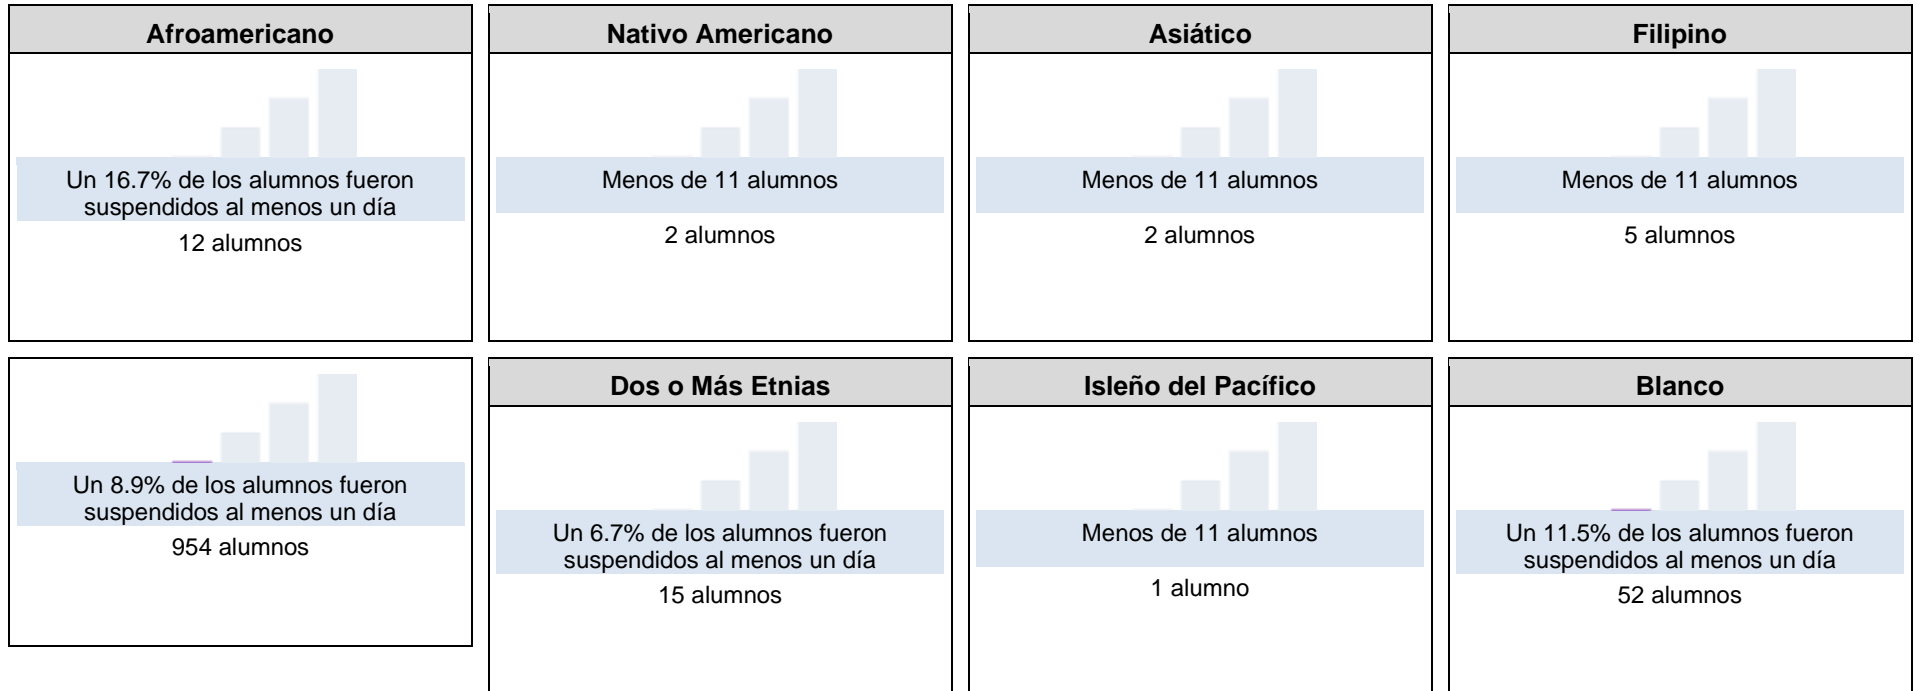 Afroamericano
Un 16.7% de los alumnos fueron
suspendidos al menos un día
12 alumnos
Nativo Americano
Menos de 11 alumnos
2 alumnos
Asiático
Menos de 11 alumnos
2 alumnos
Filipino
Menos de 11 alumnos
5 alumnos
Un 8.9% de los alumnos fueron
suspendidos al menos un día
954 alumnos
Dos o Más Etnias
Un 6.7% de los alumnos fueron
suspendidos al menos un día
15 alumnos
Isleño del Pacífico
Menos de 11 alumnos
1 alumno
Blanco
Un 11.5% de los alumnos fueron
suspendidos al menos un día
52 alumnos